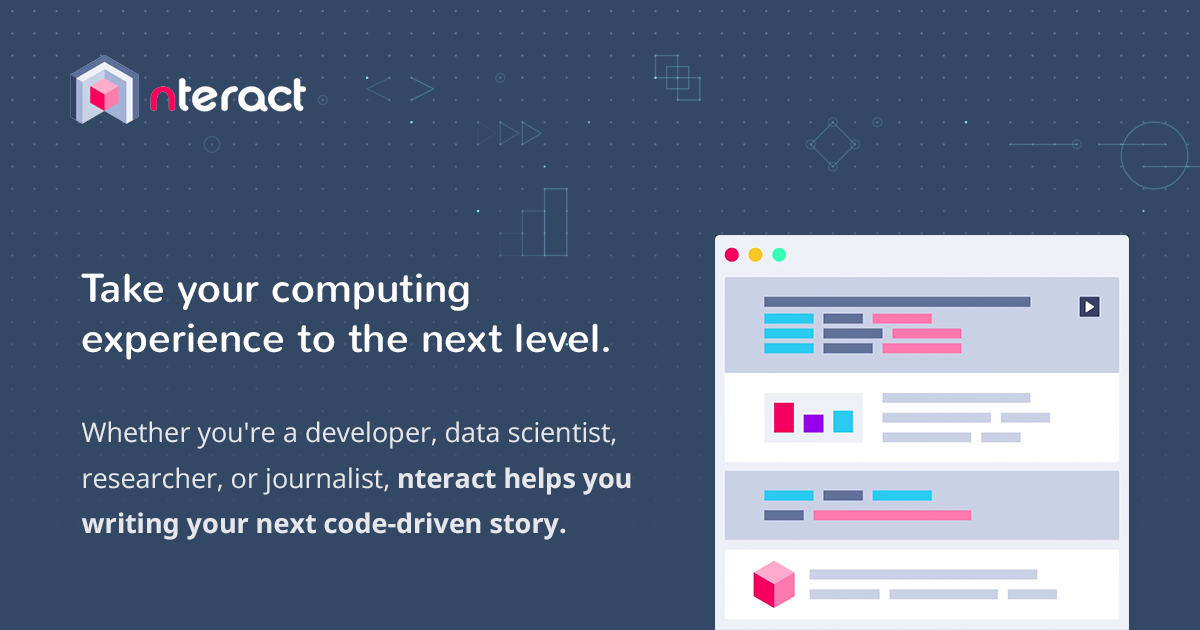 nteract
Take your computing
experience to the next level.
Whether you're a developer, data scientist,
researcher, or journalist, nteract helps you
writing your next code-driven story.